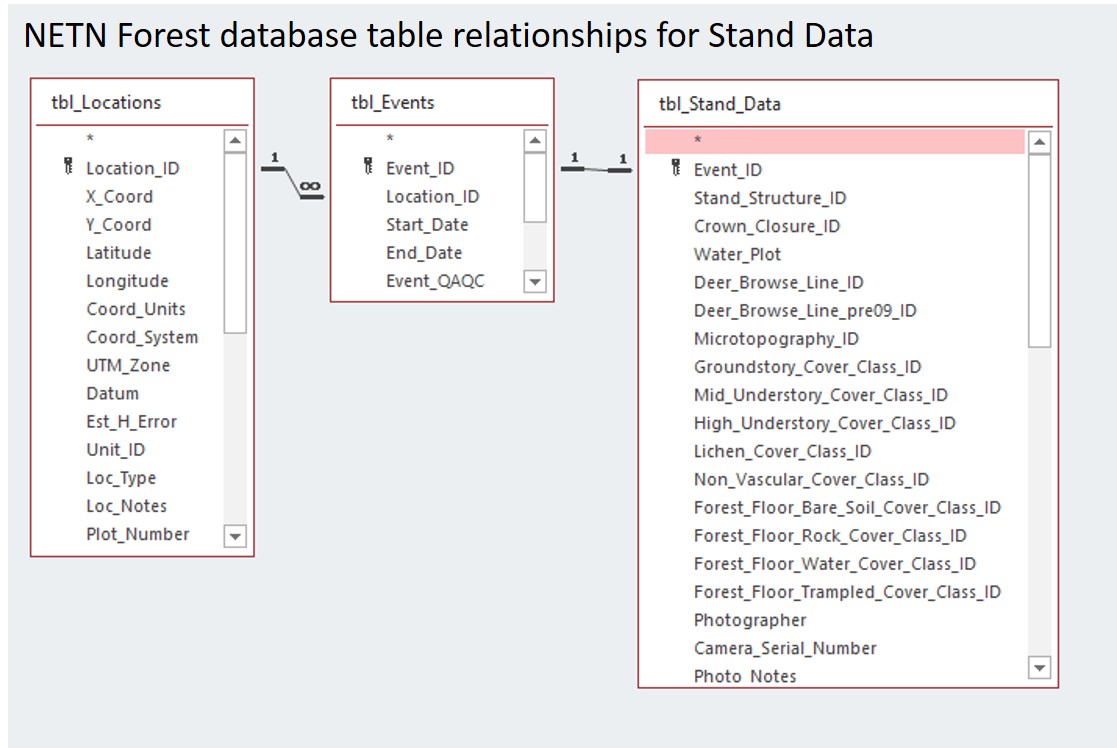 NETN Forest database table relationships for Stand Data
tbl_Locations
*
Location_ID
X_Coord
Y_Coord
Latitude
Longitude
Coord_Units
Coord_System
UTM_Zone
Datum
Est_H_Error
Unit_ID
Loc_Type
Loc_Notes
Plot_Number
1
∞
tbl_Events
*
Event_ID
Location_ID
Start_Date
End_Date
Event_QAQC
1
1
tbl_Stand_Data
*
Event_ID
Stand_Structure_ID
Crown_Closure_ID
Water_Plot
Deer_Browse_Line_ID
Deer_Browse_Line_pre09_ID
Microtopography_ID
Groundstory_Cover_Class_ID
Mid_Understory_Cover_Class_ID
High_Understory_Cover_Class_ID
Lichen_Cover_Class_ID
Non_Vascular_Cover_Class_ID
Forest_Floor_Bare_Soil_Cover_Class_ID
Forest_Floor_Rock_Cover_Class_ID
Forest_Floor_Water_Cover_Class_ID
Forest_Floor_Trampled_Cover_Class_ID
Photographer
Camera_Serial_Number
Photo_Notes